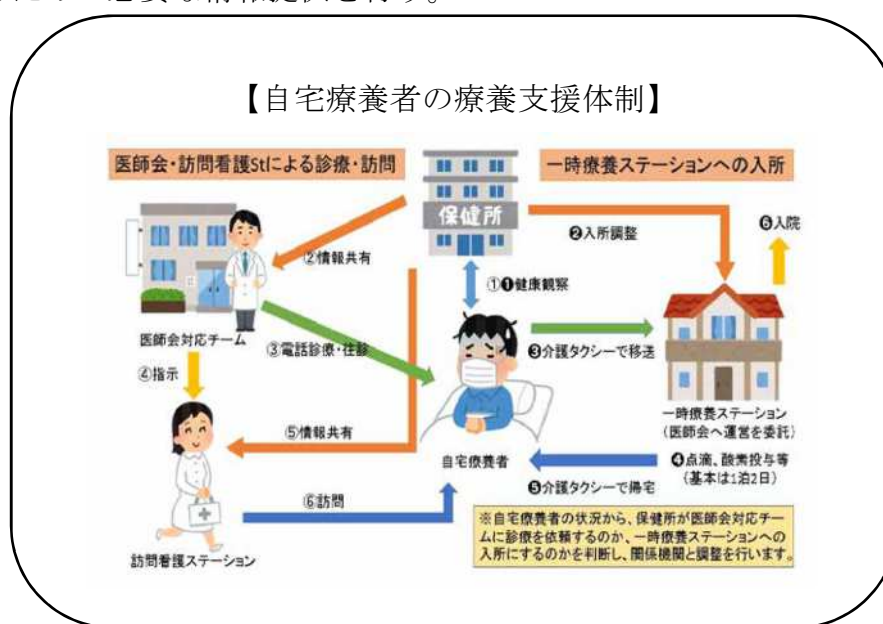 【自宅療養者の療養支援体制】
医師会・訪問看護Stによる診療・訪問
一時療養ステーションへの入所
保健所
❷入所調整
❻入院
②情報共有
①❶健康観察
医師会対応チーム
③電話診療・往診
❸介護タクシーで移送
④指示
一時療養ステーション
(医師会へ運営を委託)
⑤情報共有
自宅療養者
❹点滴、酸素投与等
(基本は1泊2日)
❺介護タクシーで帰宅
⑥訪問
訪問看護ステーション
※自宅療養者の状況から、保健所が医師会対応チー
ムに診療を依頼するのか、一時療養ステーションへの
入所にするのかを判断し、関係機関と調整を行います。